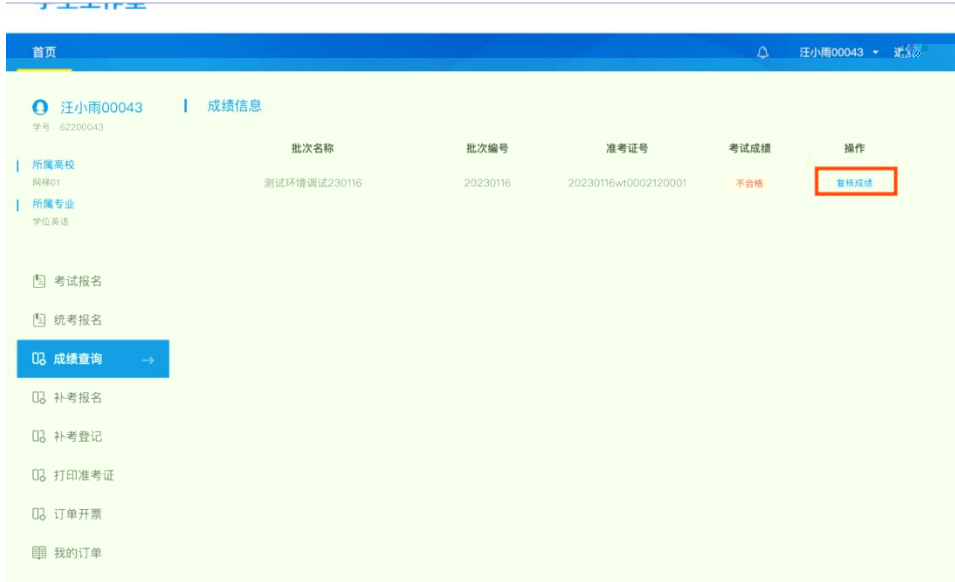 首页
汪小雨00043
汪小雨00043
学号: 62200043
所属高校
网梯01
所属专业
学位英语
考试报名
统考报名
成绩查询
补考报名
补考登记
打印准考证
订单开票
我的订单
成绩信息
批次名称 批次编号 准考证号 考试成绩 操作
测试环境调试230116 20230116 20230116wt0002120001 不合格 复核成绩